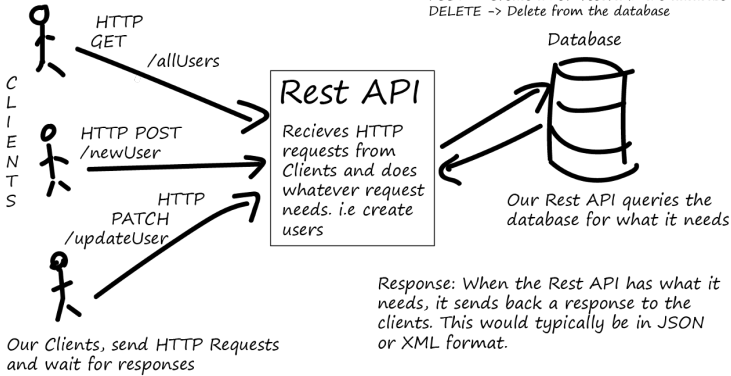 DELETE -> Delete from the database
HTTP
GET
/allUsers
Database
CLIENTS
Rest API
HTTP POST
/newUser
Recieves HTTP
requests from
Clients and does
whatever request
needs. i.e create
users
HTTP
PATCH
/updateUser
Our Rest API queries the
database for what it needs
Response: When the Rest API has what it
needs, it sends back a response to the
clients. This would typically be in JSON
or XML format.
Our Clients, send HTTP Requests
and wait for responses